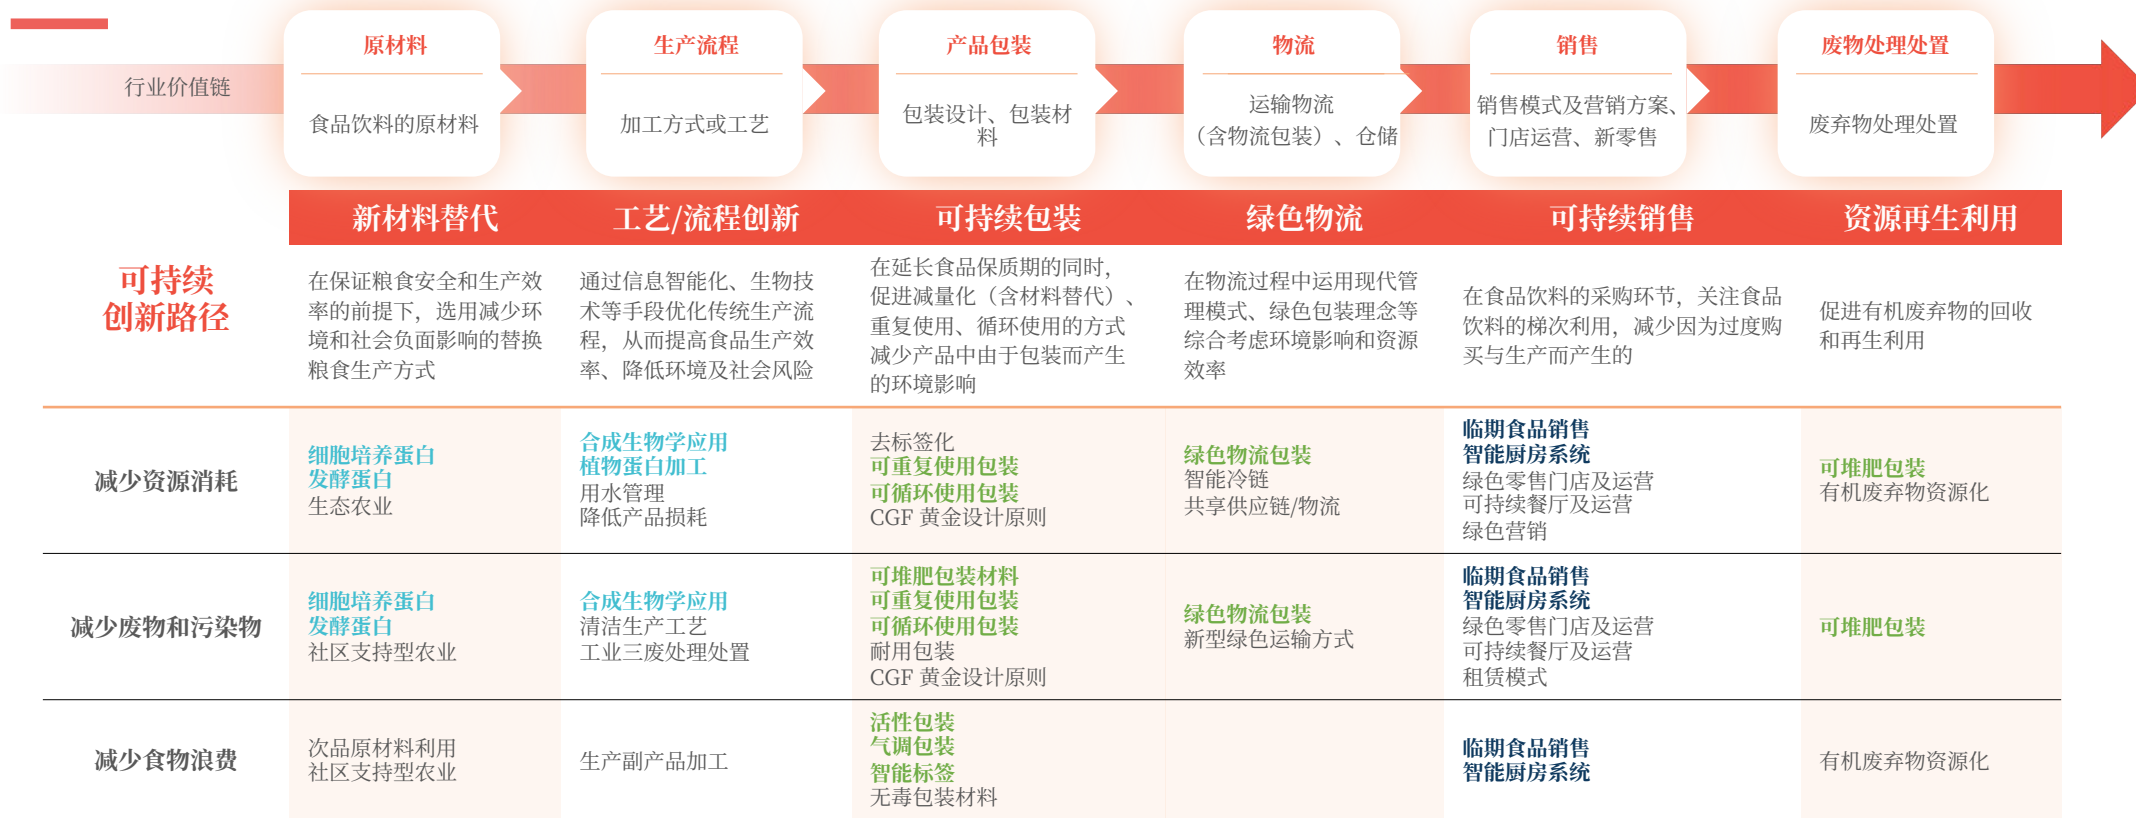 行业价值链
原材料
食品饮料的原材料
生产流程
加工方式或工艺
产品包装
包装设计、包装材
料
物流
运输物流
（含物流包装）、仓储
销售
销售模式及营销方案、
门店运营、新零售
废物处理处置
废弃物处理处置
可持续
创新路径
新材料替代
工艺/流程创新
可持续包装
绿色物流
可持续销售
资源再生利用
在保证粮食安全和生产效
率的前提下，选用减少环
境和社会负面影响的替换
粮食生产方式
通过信息智能化、生物技
术等手段优化传统生产流
程，从而提高食品生产效
率、降低环境及社会风险
在延长食品保质期的同时，
促进减量化（含材料替代）、
重复使用、循环使用的方式
减少产品中由于包装而产生
的环境影响
在物流过程中运用现代管
理模式、绿色包装理念等
综合考虑环境影响和资源
效率
在食品饮料的采购环节，关注食品
饮料的梯次利用，减少因为过度购
买与生产而产生的
促进有机废弃物的回收
和再生利用
减少资源消耗
细胞培养蛋白
发酵蛋白
生态农业
合成生物学应用
植物蛋白加工
用水管理
降低产品损耗
去标签化
可重复使用包装
可循环使用包装
CGF 黄金设计原则
绿色物流包装
智能冷链
共享供应链/物流
临期食品销售
智能厨房系统
绿色零售门店及运营
可持续餐厅及运营
绿色营销
可堆肥包装
有机废弃物资源化
减少废物和污染物
细胞培养蛋白
发酵蛋白
社区支持型农业
合成生物学应用
清洁生产工艺
工业三废处理处置
可堆肥包装材料
可重复使用包装
可循环使用包装
耐用包装
CGF 黄金设计原则
绿色物流包装
新型绿色运输方式
临期食品销售
智能厨房系统
绿色零售门店及运营
可持续餐厅及运营
租赁模式
可堆肥包装
减少食物浪费
次品原材料利用
社区支持型农业
生产副产品加工
活性包装
气调包装
智能标签
无毒包装材料
临期食品销售
智能厨房系统
有机废弃物资源化